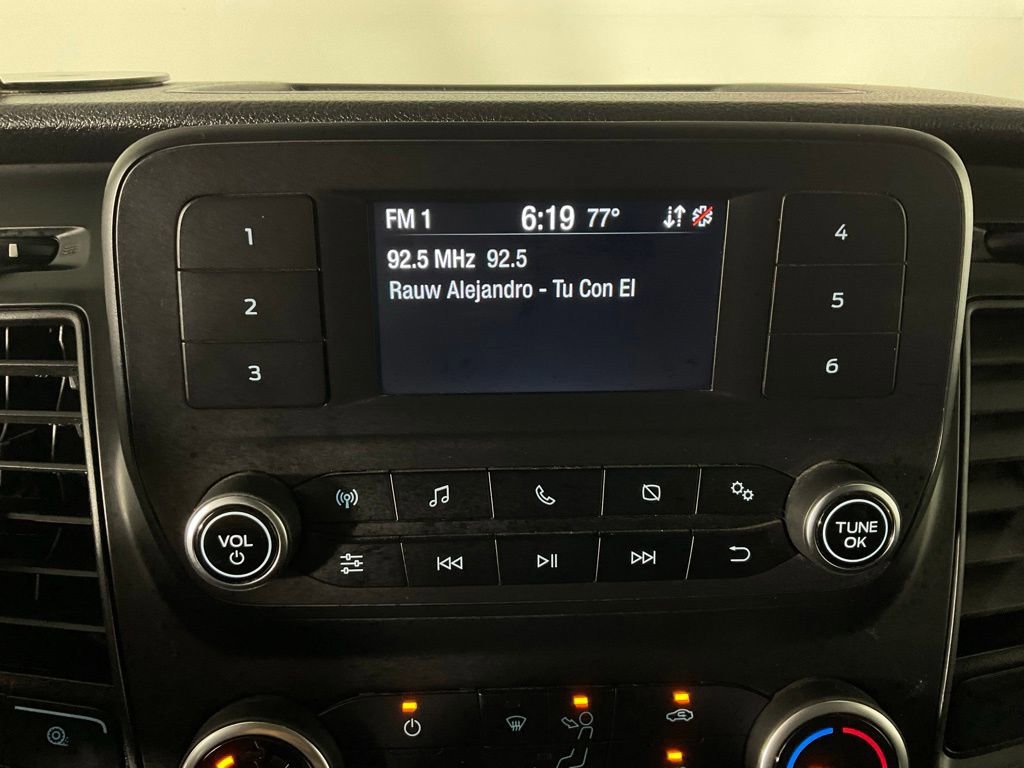 FM 1 6:19 77°
92.5 MHz 92.5
Rauw Alejandro - Tu Con El
1
2
3
4
5
6
VOL
TUNE
OK